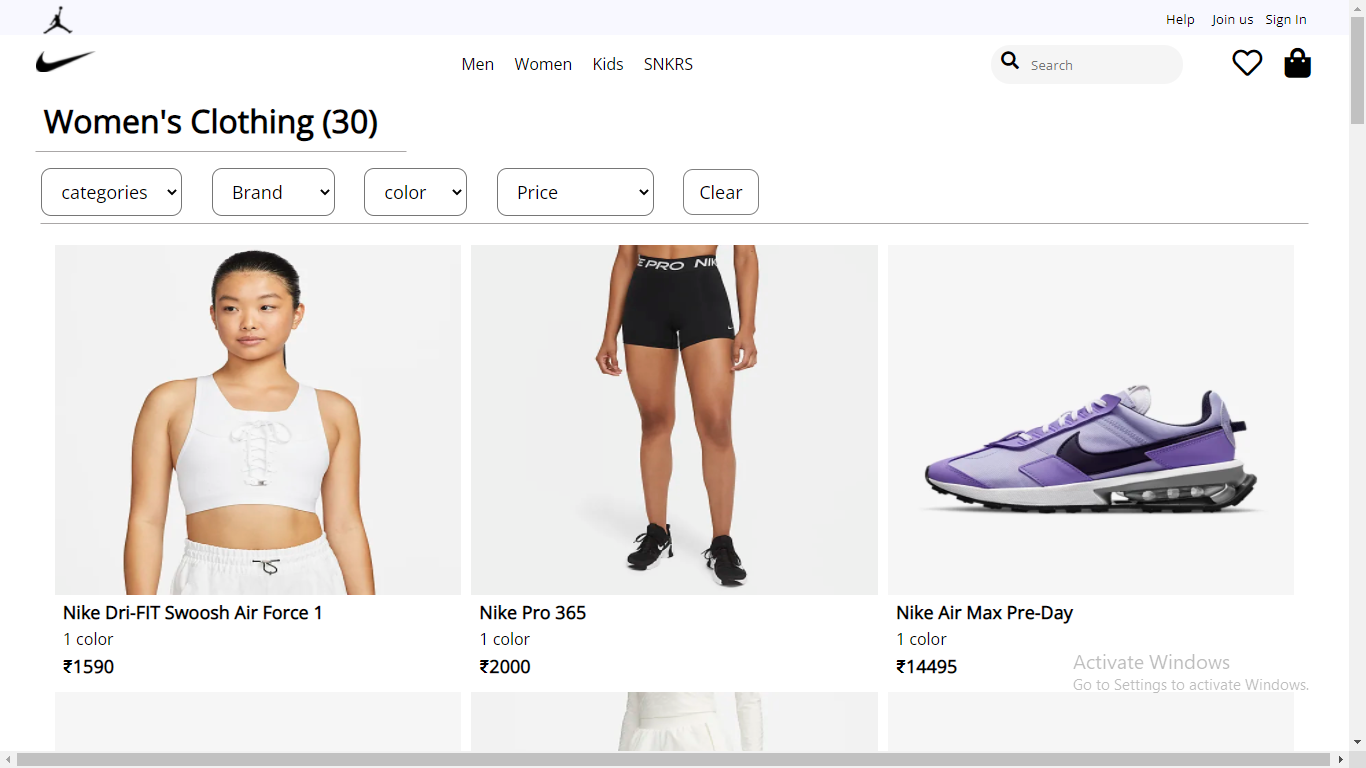 Help Join us Sign In
Men Women Kids SNKRS Search
Women's Clothing (30)
categories Brand color Price Clear
PRO NIK
Nike Dri-FIT Swoosh Air Force 1
1 color
₹1590
Nike Pro 365
1 color
₹2000
Nike Air Max Pre-Day
1 color
₹14495
Activate Windows
Go to Settings to activate Windows.